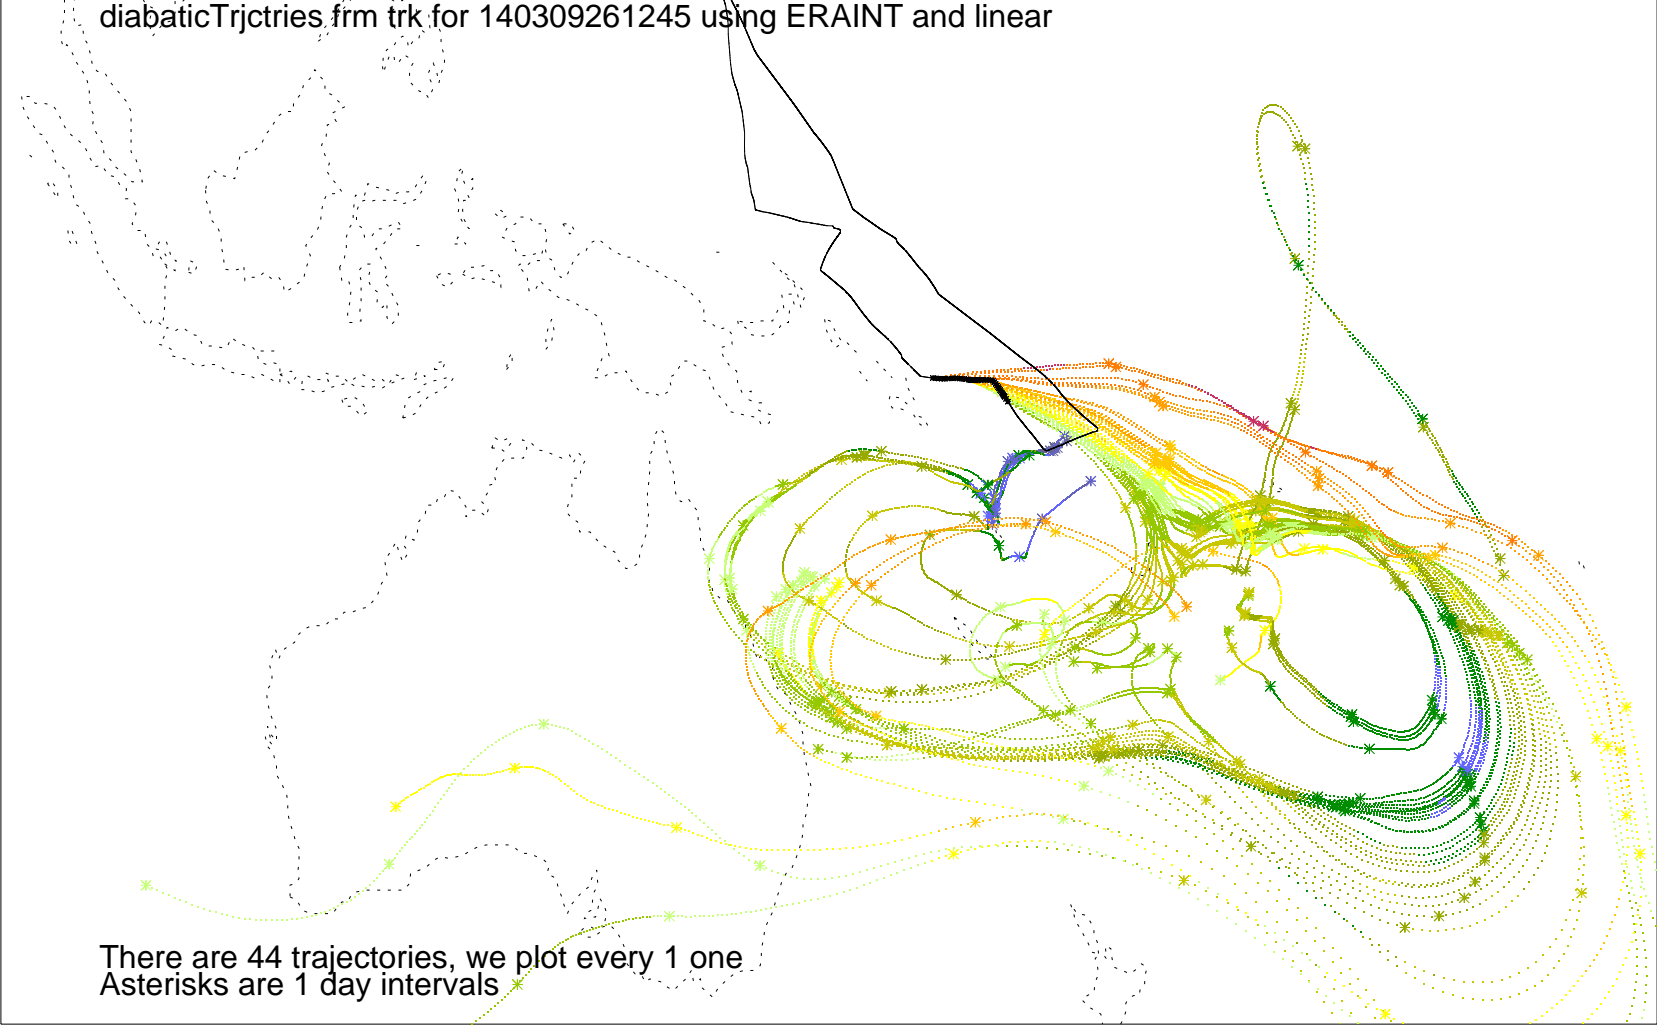 diabaticTrjctries frm trk for 140309261245 using ERAINT and linear
There are 44 trajectories, we plot every 1 one
Asterisks are 1 day intervals